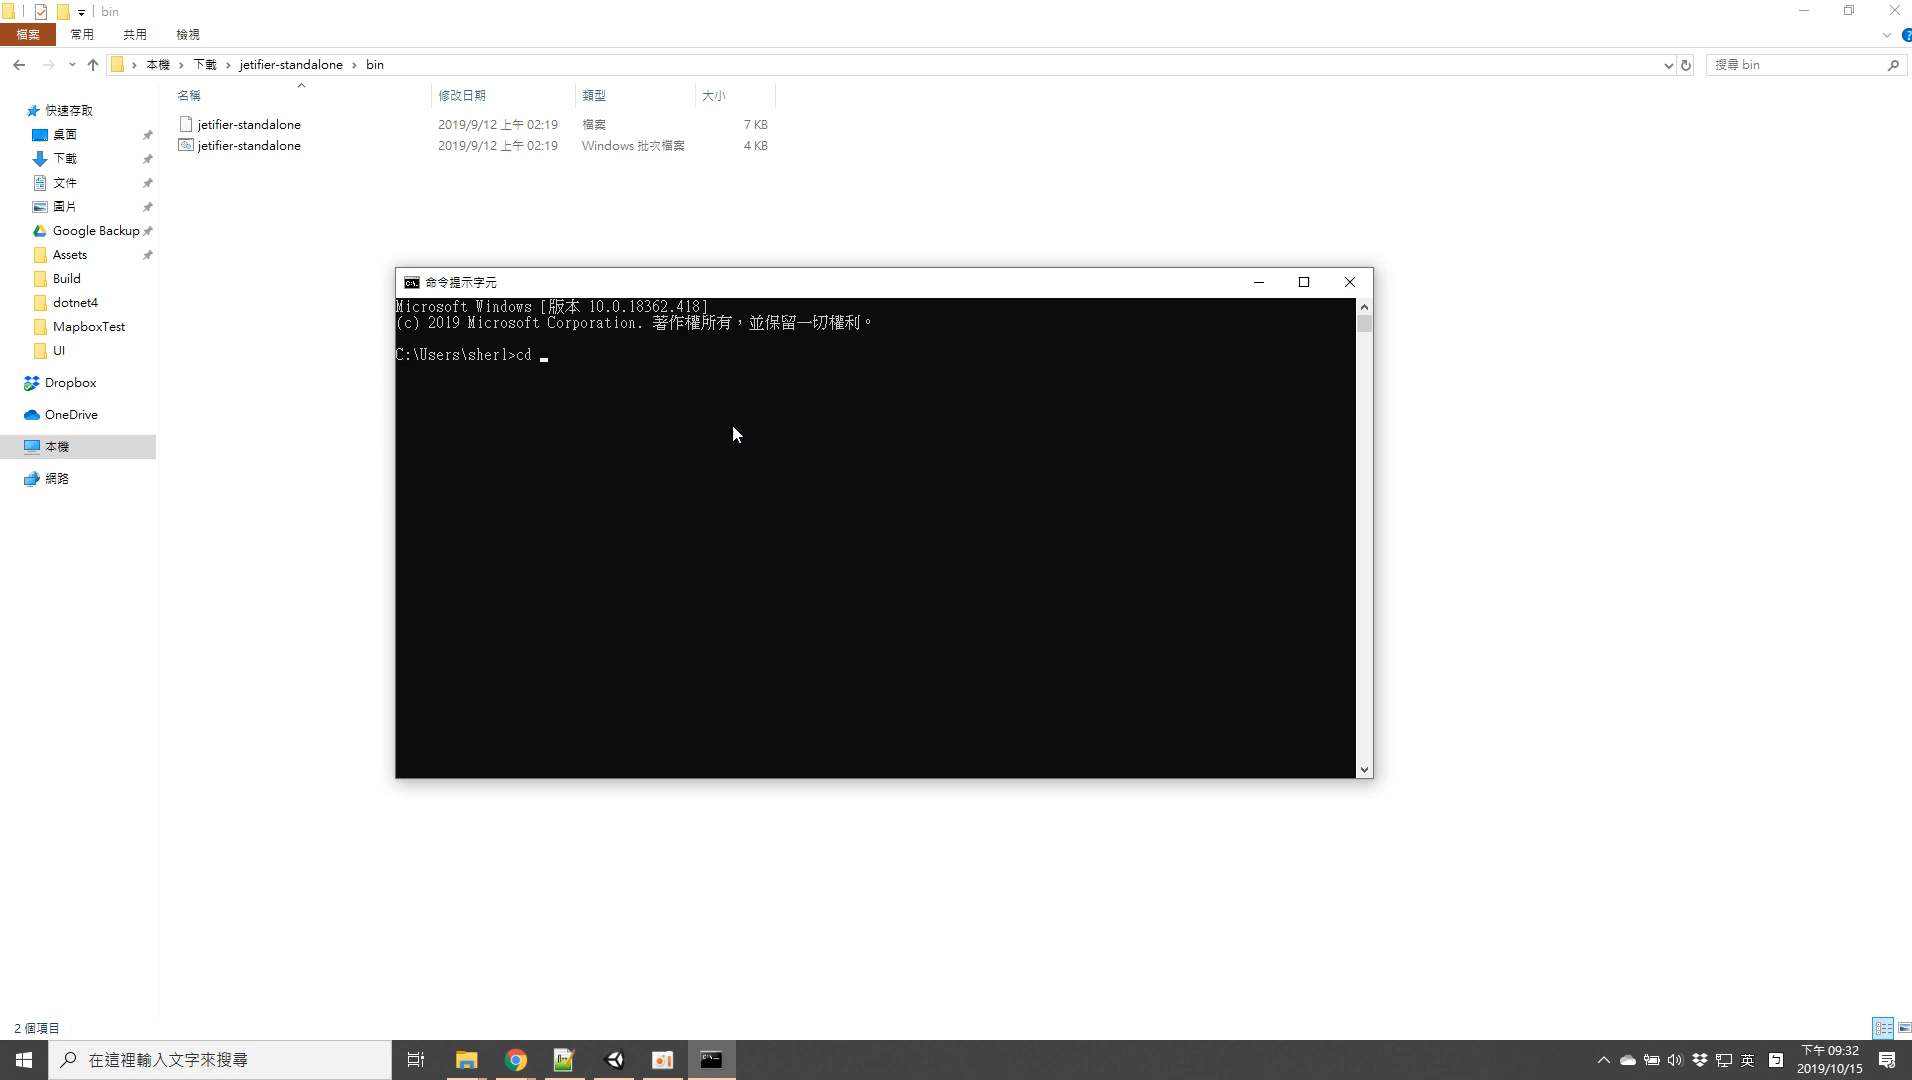 bin
檔案 常用 共用 檢視
本機 下載 jetifier-standalone bin
搜尋 bin
名稱 修改日期 類型 大小
jetifier-standalone 2019/9/12 上午 02:19 檔案 7 KB
jetifier-standalone 2019/9/12 上午 02:19 Windows 批次檔案 4 KB
快速存取
桌面
下載
文件
圖片
Google Backup
Assets
Build
dotnet4
MapboxTest
UI
Dropbox
OneDrive
本機
網路
命令提示字元
Microsoft Windows [版本 10.0.18362.418]
(c) 2019 Microsoft Corporation. 著作權所有，並保留一切權利。
C:\Users\sherl>cd
2 個項目
在這裡輸入文字來搜尋
英
下午 09:32
2019/10/15